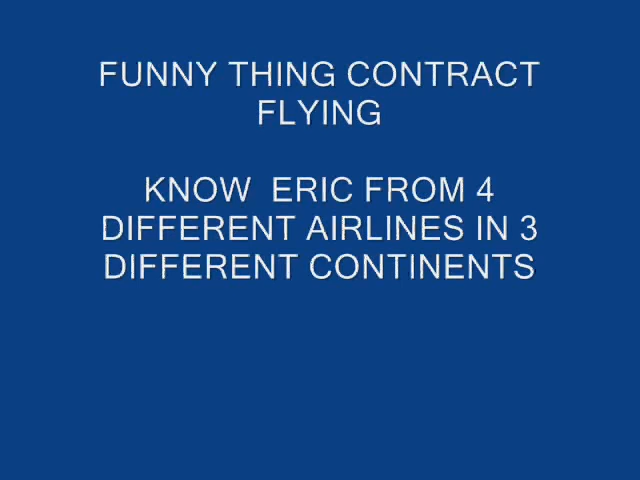 FUNNY THING CONTRACT
FLYING
KNOW  ERIC FROM 4
DIFFERENT AIRLINES IN 3
DIFFERENT CONTINENTS